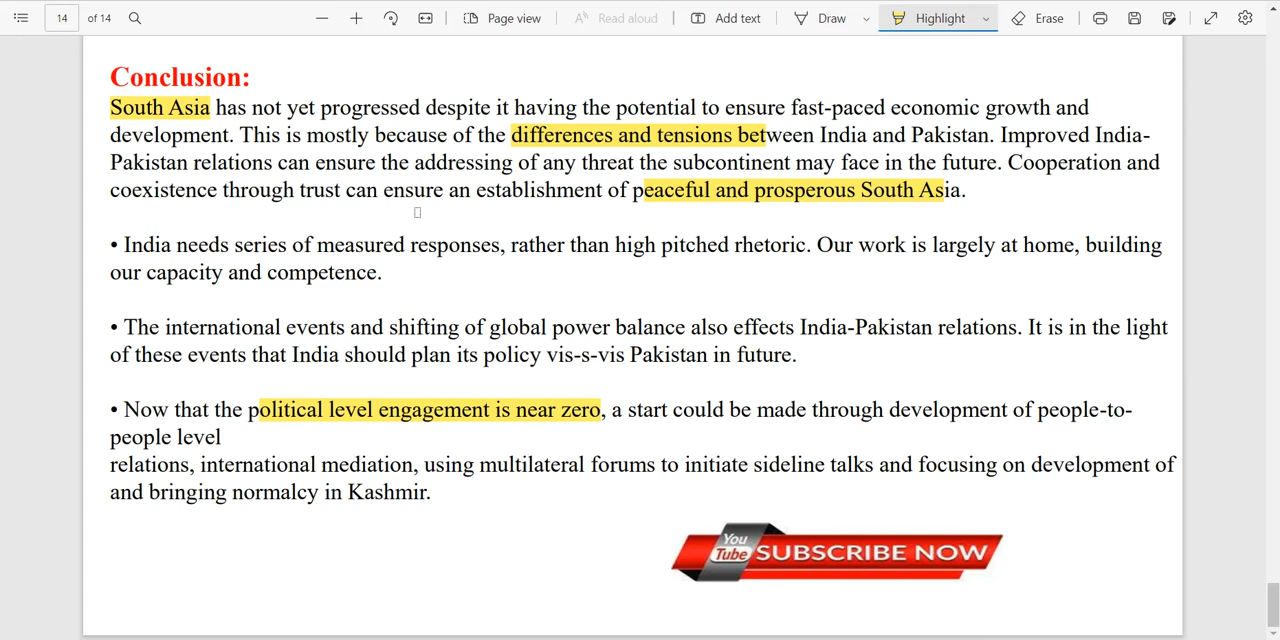 14 of 14 Page view Read aloud Add text Draw Highlight Erase
Conclusion:
South Asia has not yet progressed despite it having the potential to ensure fast-paced economic growth and
development. This is mostly because of the differences and tensions between India and Pakistan. Improved India-
Pakistan relations can ensure the addressing of any threat the subcontinent may face in the future. Cooperation and
coexistence through trust can ensure an establishment of peaceful and prosperous South Asia.
• India needs series of measured responses, rather than high pitched rhetoric. Our work is largely at home, building
our capacity and competence.
• The international events and shifting of global power balance also effects India-Pakistan relations. It is in the light
of these events that India should plan its policy vis-s-vis Pakistan in future.
• Now that the political level engagement is near zero, a start could be made through development of people-to-
people level
relations, international mediation, using multilateral forums to initiate sideline talks and focusing on development of
and bringing normalcy in Kashmir.
You
Tube SUBSCRIBE NOW